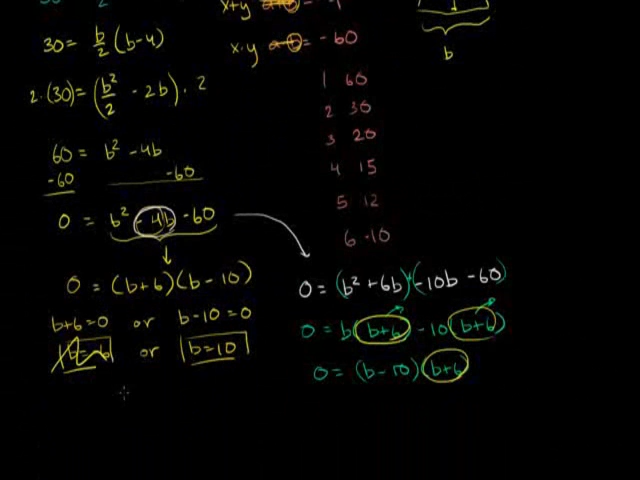 30 = b/2 (b-4)
2·(30) = (b²/2 - 2b)·2
60 = b² - 4b
-60 -60
0 = b² - 4b - 60
0 = (b+6)(b-10)
b+6=0 or b-10=0
b=-6 or b=10
x+y a+b = -4
x·y a+b = -60
1 60
2 30
3 20
4 15
5 12
6 -10
0 = (b² + 6b) + (-10b - 60)
0 = b(b+6) - 10(b+6)
0 = (b-10)(b+6)
b